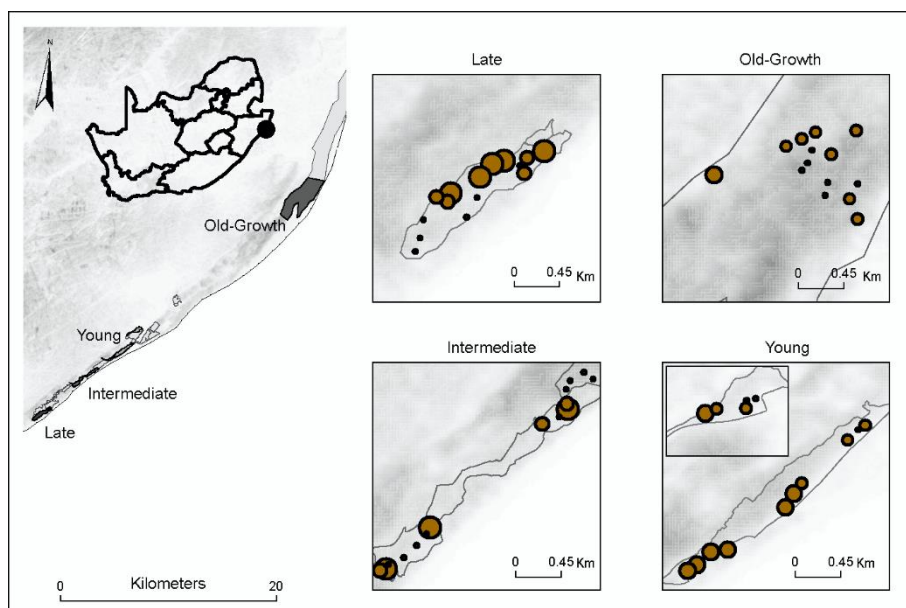 N
Old-Growth
Young
Intermediate
Late
0 Kilometers 20
Late
0 0.45 Km
Old-Growth
0 0.45 Km
Intermediate
0 0.45 Km
Young
0 0.45 Km